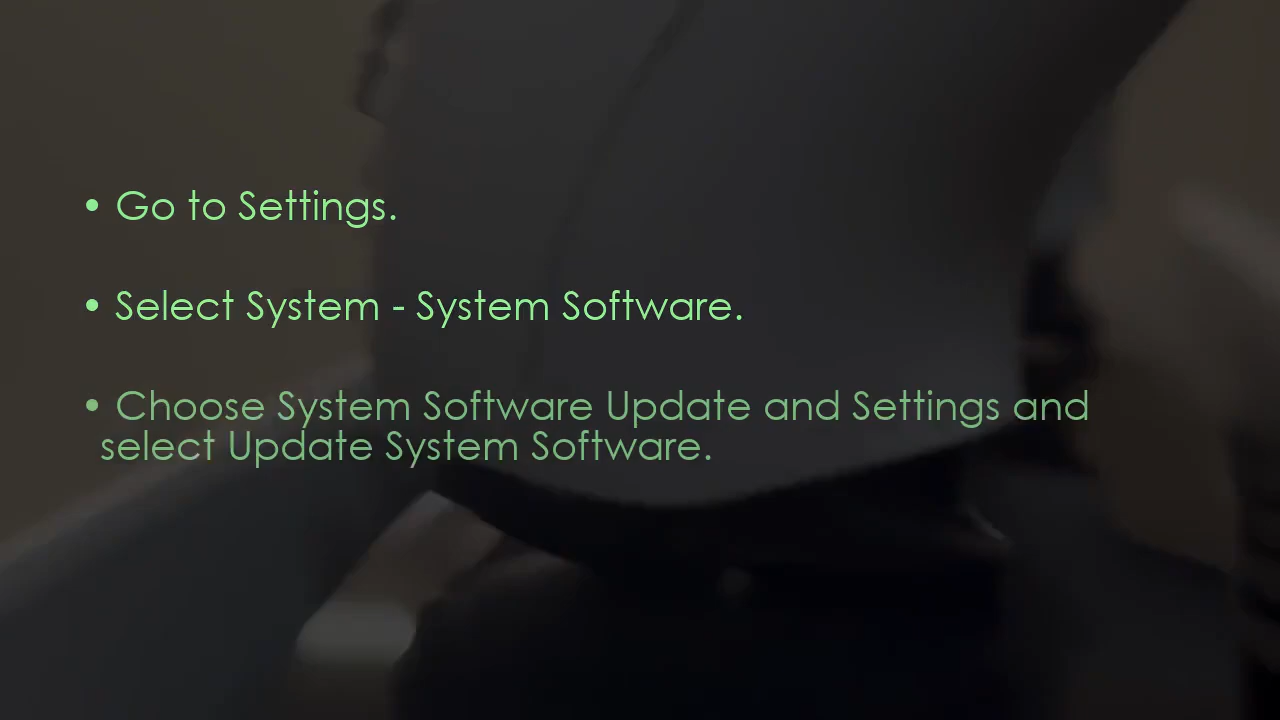 • Go to Settings.
• Select System - System Software.
• Choose System Software Update and Settings and
select Update System Software.